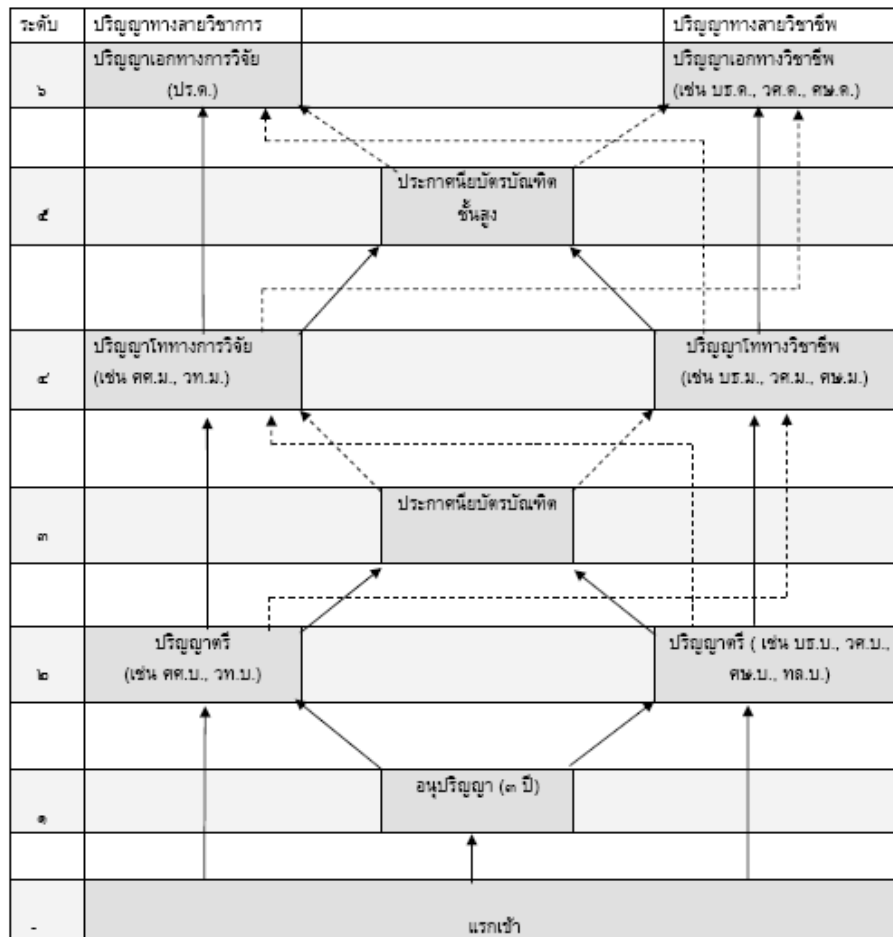 ระดับ ปริญญาทางสายวิชาการ ปริญญาทางสายวิชาชีพ
ปริญญาเอกทางการวิจัย ปริญญาเอกทางวิชาชีพ
๖ (ปร.ด.) (เช่น บธ.ด., วศ.ด., ศษ.ด.)
ประกาศนียบัตรบัณฑิต
๕ ชั้นสูง
ปริญญาโททางการวิจัย ปริญญาโททางวิชาชีพ
๔ (เช่น ศศ.ม., วท.ม.) (เช่น บธ.ม., วศ.ม., ศษ.ม.)
ประกาศนียบัตรบัณฑิต
๓
ปริญญาตรี ปริญญาตรี ( เช่น บธ.บ., วศ.บ.,
๒ (เช่น ศศ.บ., วท.บ.) ศษ.บ., ทล.บ.)
อนุปริญญา (๓ ปี)
๑
- แรกเข้า